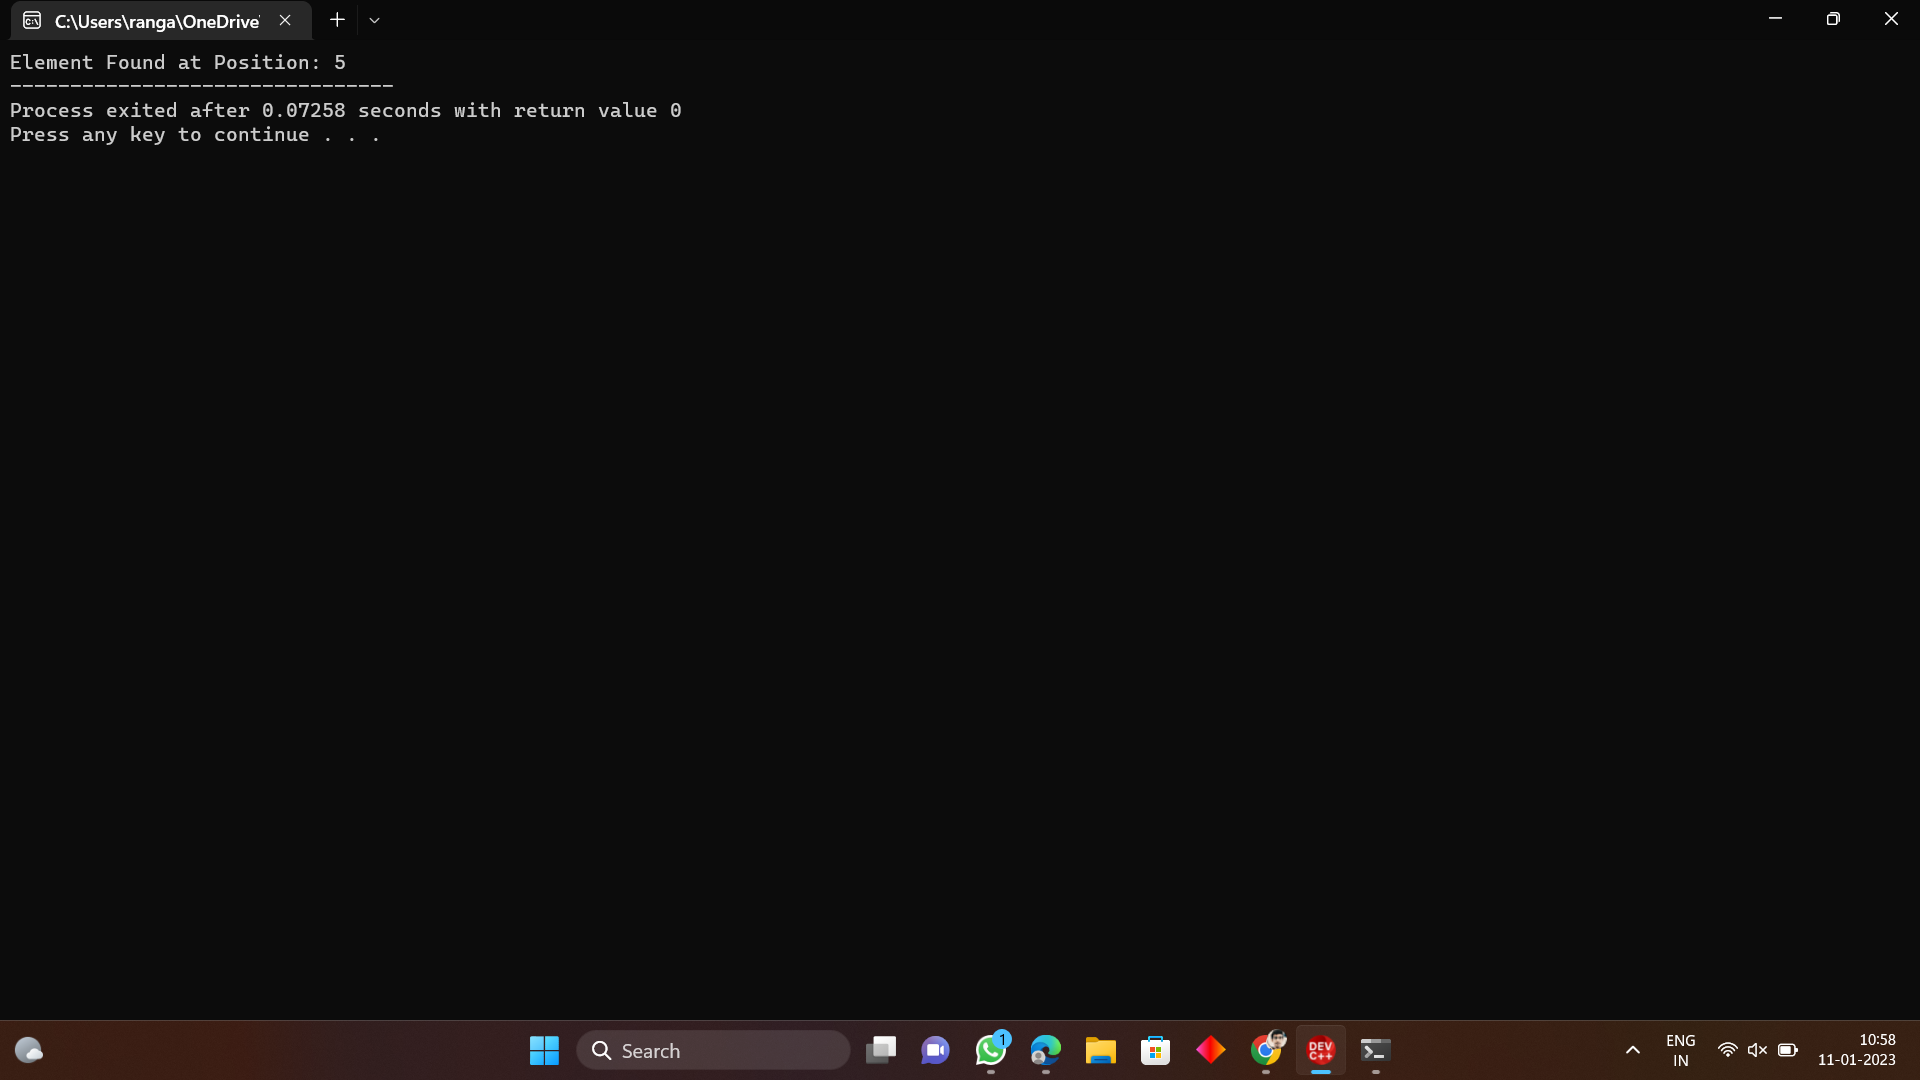 C:\Users\ranga\OneDrive
Element Found at Position: 5
--------------------------------
Process exited after 0.07258 seconds with return value 0
Press any key to continue . . .
Search
1
DEV
C++
ENG
IN
10:58
11-01-2023